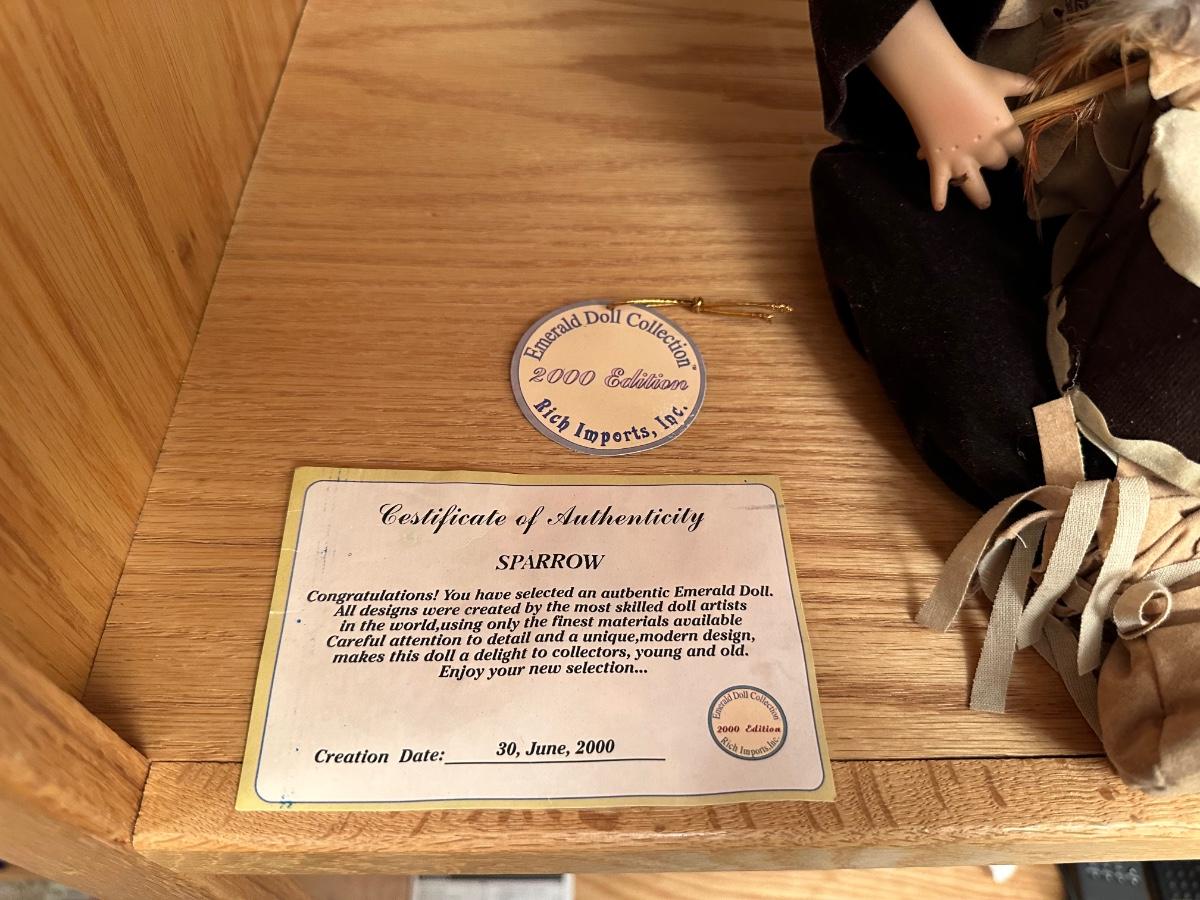 Emerald Doll Collection™
2000 Edition
Rich Imports, Inc.
Certificate of Authenticity
SPARROW
Congratulations! You have selected an authentic Emerald Doll.
All designs were created by the most skilled doll artists
in the world,using only the finest materials available
Careful attention to detail and a unique,modern design,
makes this doll a delight to collectors, young and old.
Enjoy your new selection...
Emerald Doll Collection
2000 Edition
Rich Imports,Inc.
Creation Date: 30, June, 2000